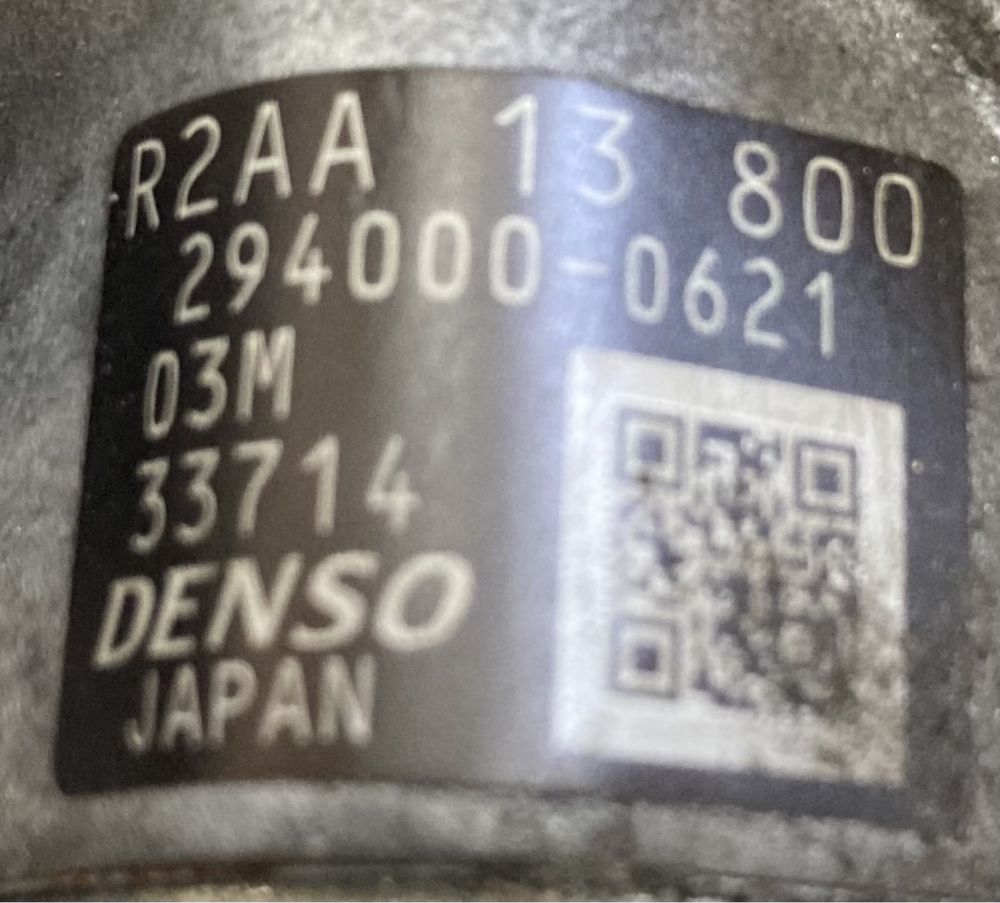 R2AA 13 800
294000-0621
03M
33714
DENSO
JAPAN